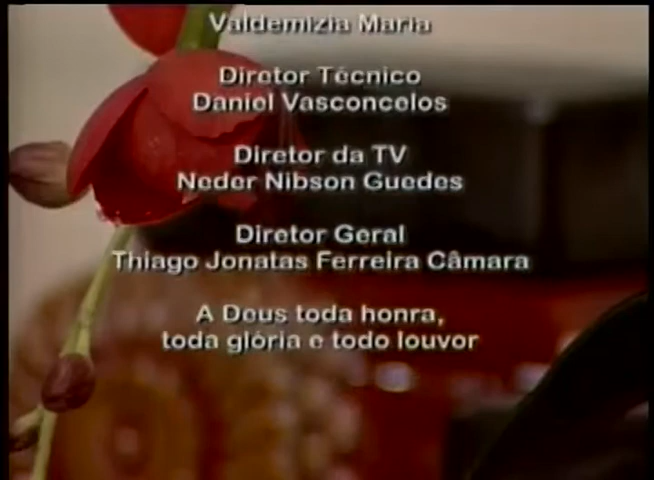 Valdemizia Maria
Diretor Técnico
Daniel Vasconcelos
Diretor da TV
Neder Nibson Guedes
Diretor Geral
Thiago Jonatas Ferreira Câmara
A Deus toda honra,
toda glória e todo louvor